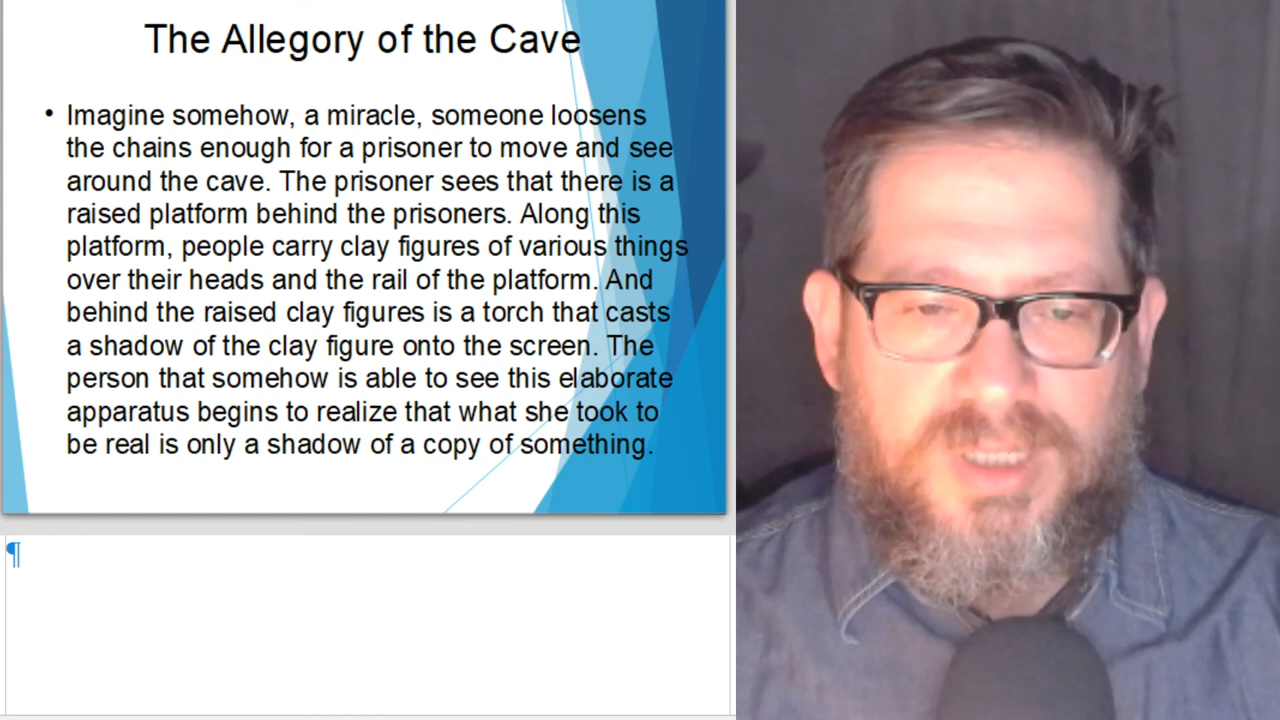 The Allegory of the Cave
• Imagine somehow, a miracle, someone loosens
the chains enough for a prisoner to move and see
around the cave. The prisoner sees that there is a
raised platform behind the prisoners. Along this
platform, people carry clay figures of various things
over their heads and the rail of the platform. And
behind the raised clay figures is a torch that casts
a shadow of the clay figure onto the screen. The
person that somehow is able to see this elaborate
apparatus begins to realize that what she took to
be real is only a shadow of a copy of something.
¶